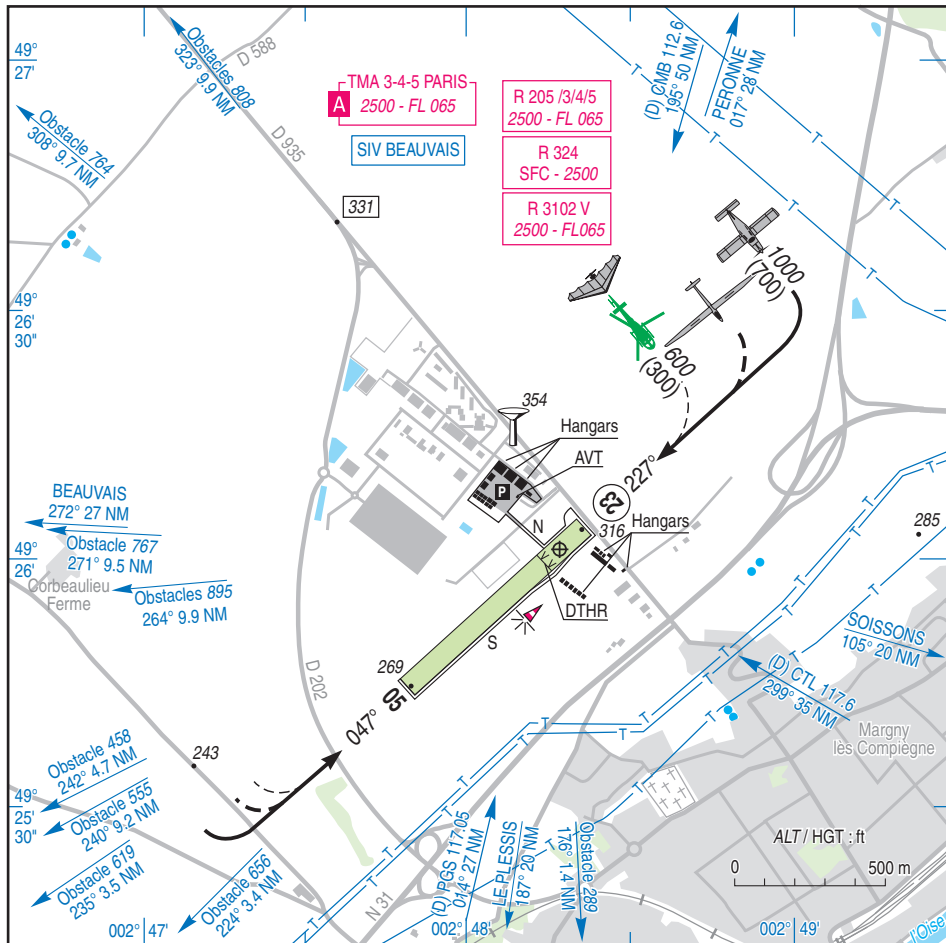 49°
27'
Obstacles 808
323° 9.9 NM
D 588
TMA 3-4-5 PARIS
A 2500 - FL 065
SIV BEAUVAIS
R 205 /3/4/5
2500 - FL 065
R 324
SFC - 2500
R 3102 V
2500 - FL065
(D) CMB 112.6
195° 50 NM
PERONNE
017° 28 NM
T
T
T
T
T
T
Obstacle 764
308° 9.7 NM
D 935
331
1000
(700)
600
(300)
49°
26'
30"
354
Hangars
AVT
P
227°
23
N
316
Hangars
285
BEAUVAIS
272° 27 NM
Obstacle 767
271° 9.5 NM
49°
26'
Corbeaulieu
Ferme
Obstacles 895
264° 9.9 NM
DTHR
S
SOISSONS
105° 20 NM
D 202
269
05
047°
(D) CTL 117.6
299° 35 NM
Margny
lès Compiègne
243
Obstacle 458
242° 4.7 NM
Obstacle 555
240° 9.2 NM
49°
25'
30"
Obstacle 619
235° 3.5 NM
Obstacle 656
224° 3.4 NM
N 31
(D) PGS 117.05
014° 27 NM
LE PLESSIS
187° 20 NM
Obstacle 289
176° 1.4 NM
ALT / HGT : ft
0 500 m
002° 47'
002° 48'
002° 49'
l'Oise